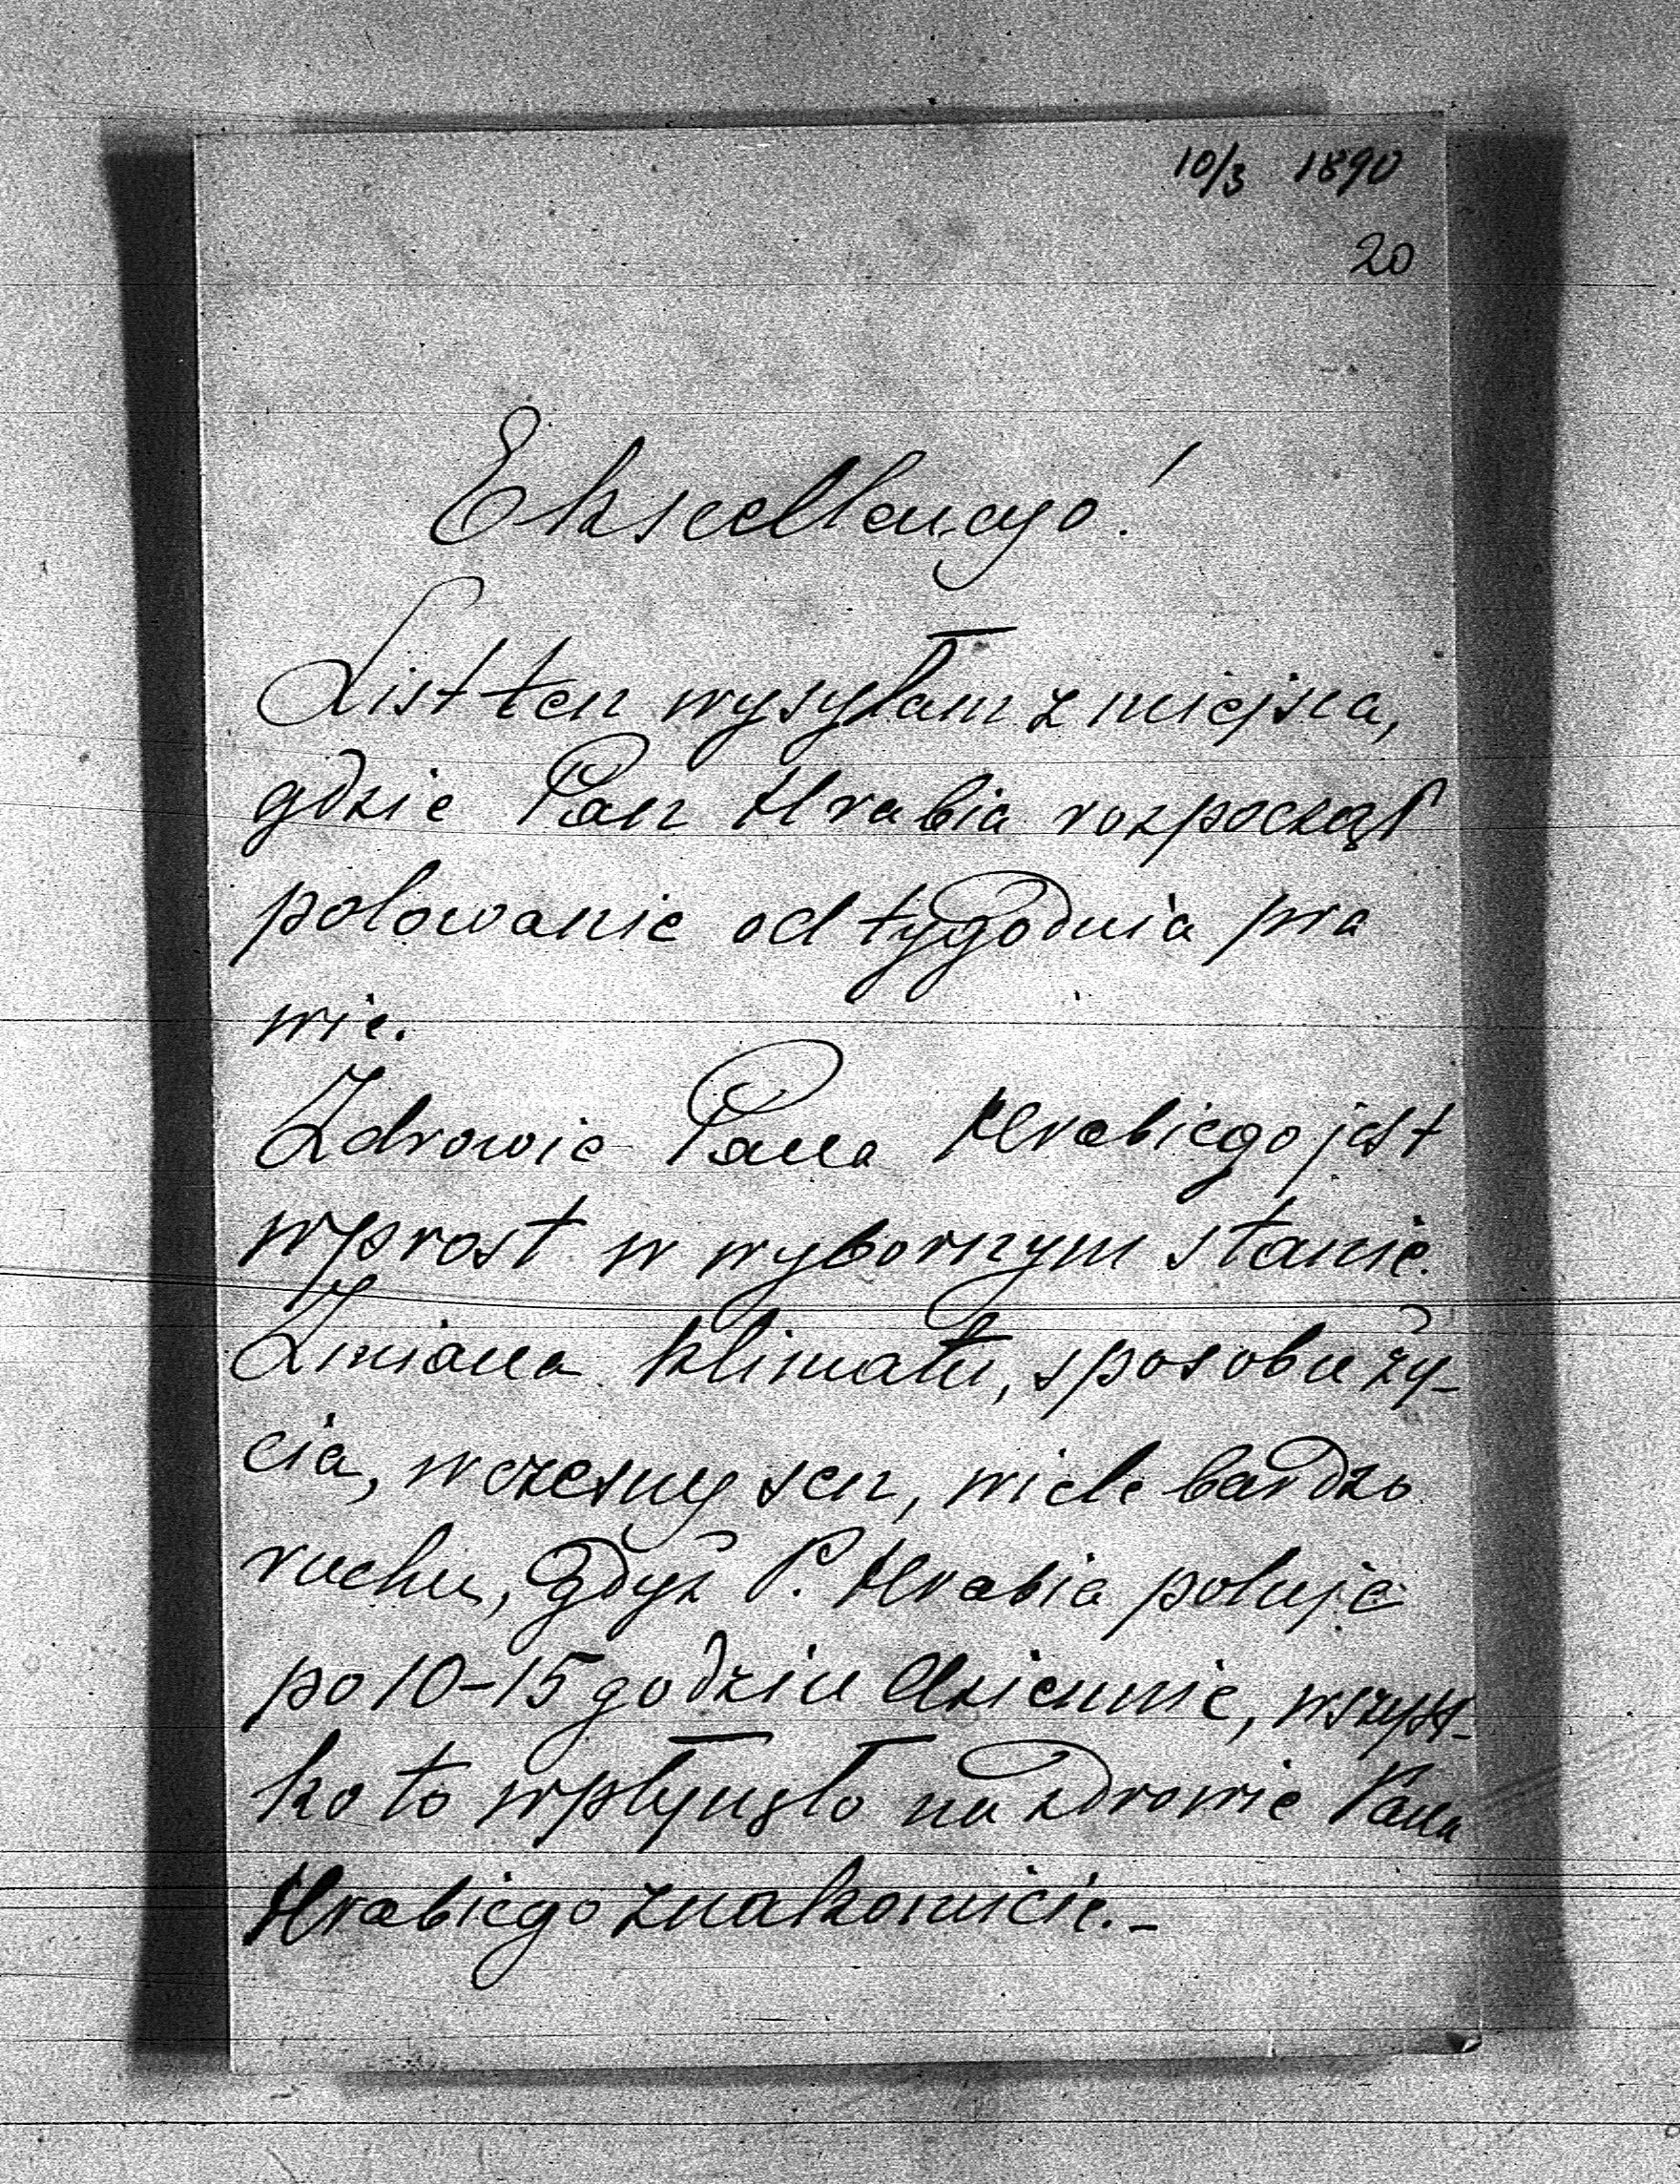 10/3 1890
20
Ekscellencyo!
List ten wysyłam z miejsca,
gdzie Pan Hrabia rozpoczął
polowanie od tygodnia pra
wie.
Zdrowie Pana Hrabiego jest
wprost w wybornym stanie.
Zmiana klimatu, sposobu ży-
cia, wczesny sen, wiele bardzo
ruchu, gdyż P. Hrabia poluje
po 10-15 godzin dziennie, wszyst-
ko to wpłynęło na zdrowie Pana
Hrabiego znakomicie.-